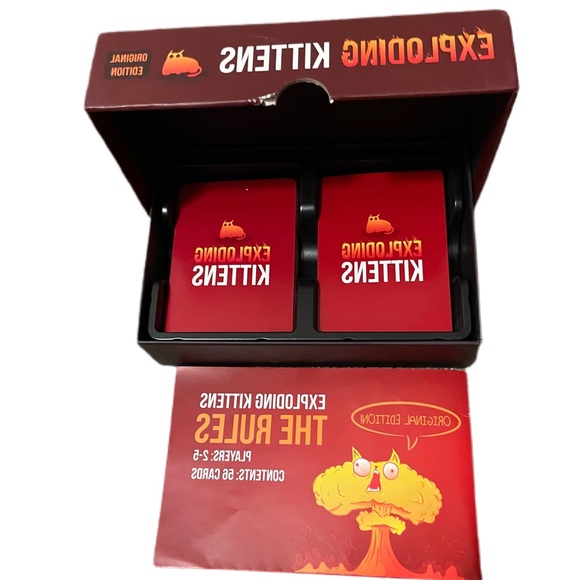 EXPLODING KITTENS
ORIGINAL
EDITION
EXPLODING
KITTENS
EXPLODING
KITTENS
EXPLODING KITTENS
THE RULES
PLAYERS: 2-5
CONTENTS: 56 CARDS
ORIGINAL EDITION!